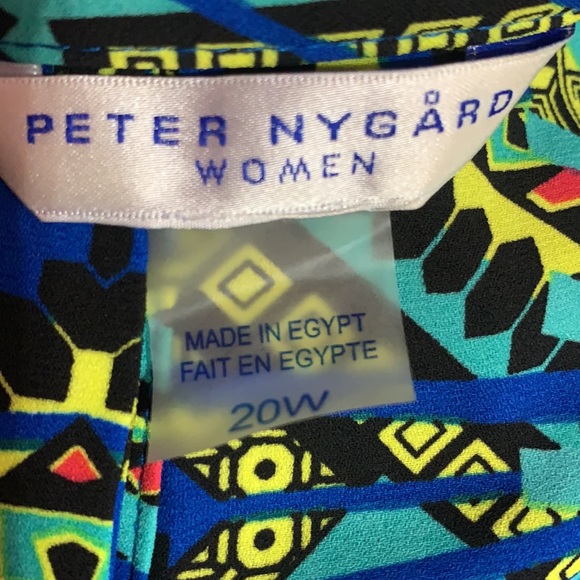 PETER NYGÅRD
WOMEN
MADE IN EGYPT
FAIT EN EGYPTE
20W